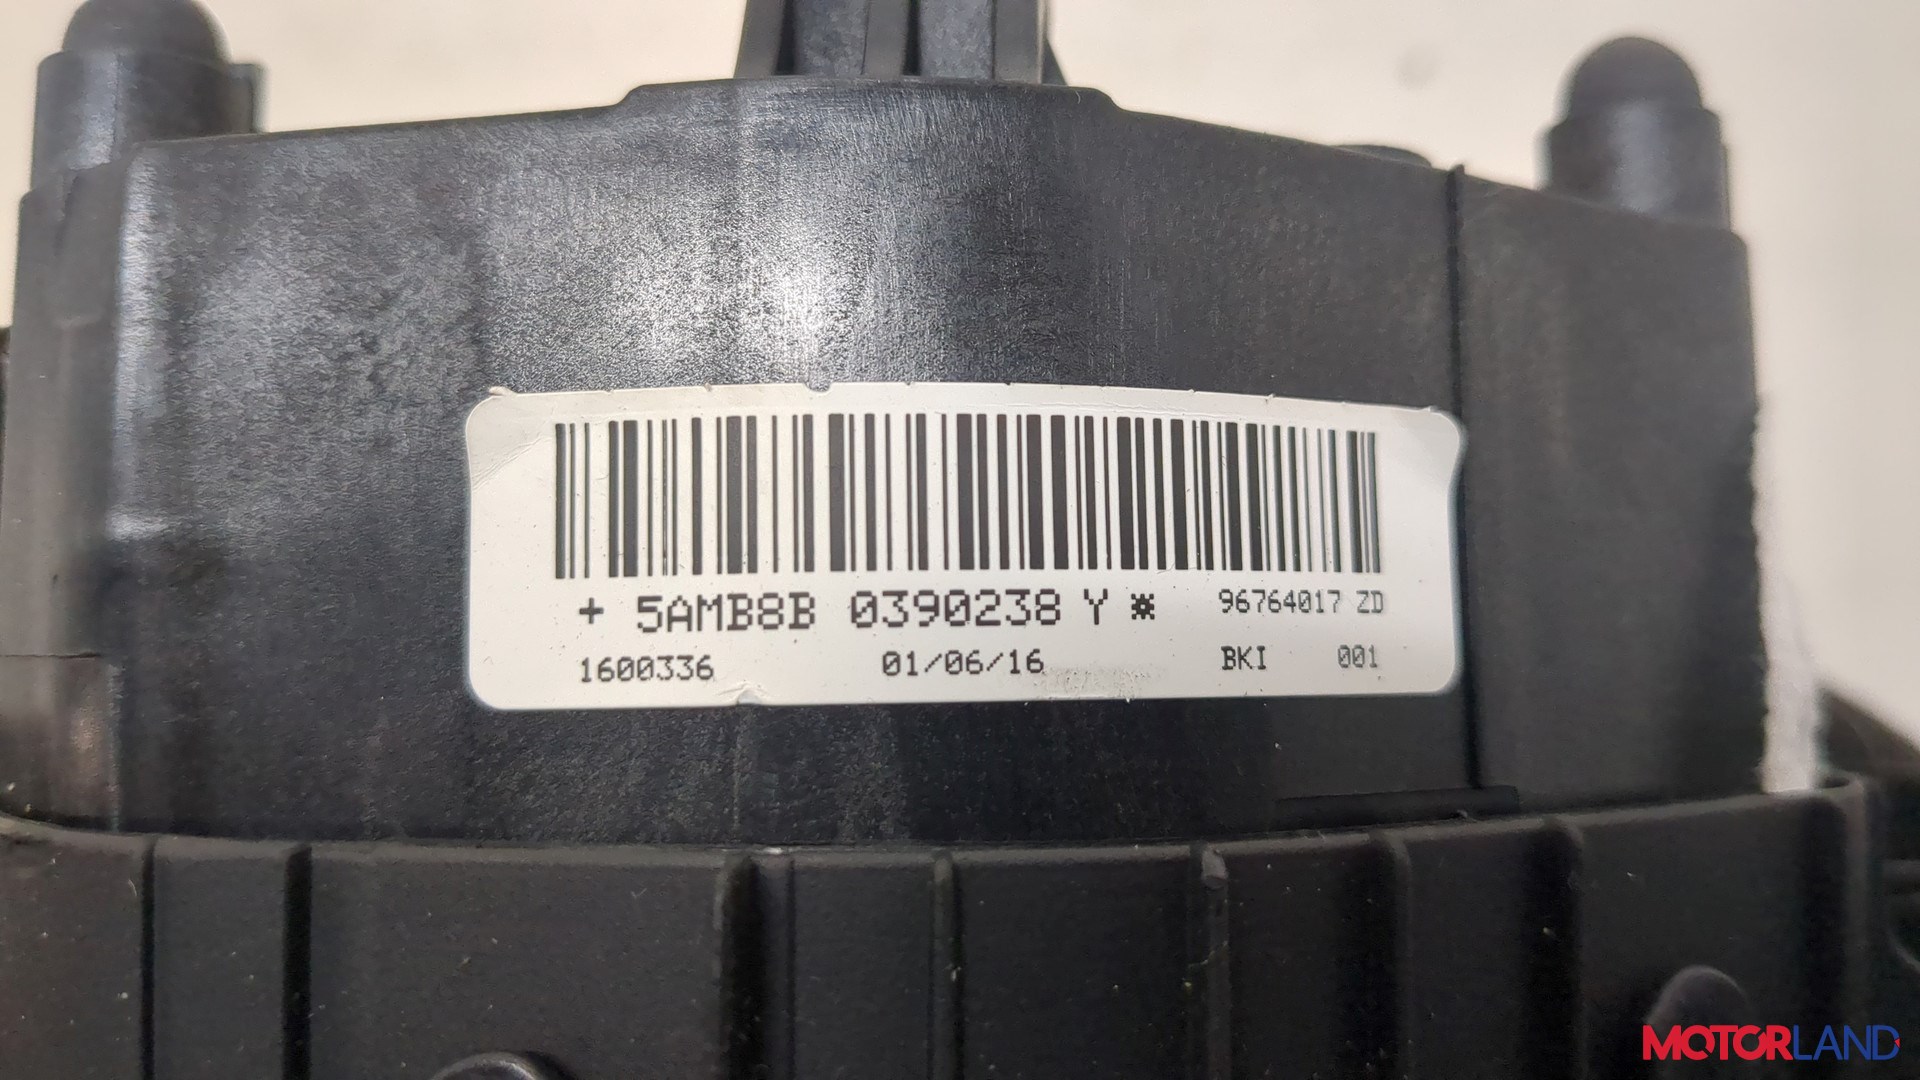 + 5AMB8B 0390238 Y ⁎ 96764017 ZD
1600336 01/06/16 BKI 001
MOTORLAND